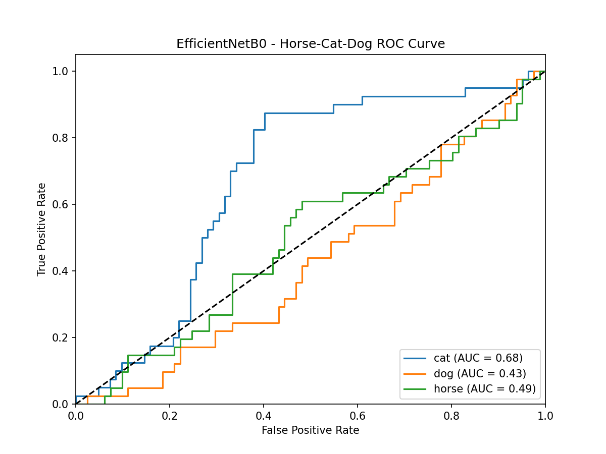 EfficientNetB0 - Horse-Cat-Dog ROC Curve
True Positive Rate
1.0
0.8
0.6
0.4
0.2
0.0
0.0 0.2 0.4 0.6 0.8 1.0
False Positive Rate
cat (AUC = 0.68)
dog (AUC = 0.43)
horse (AUC = 0.49)